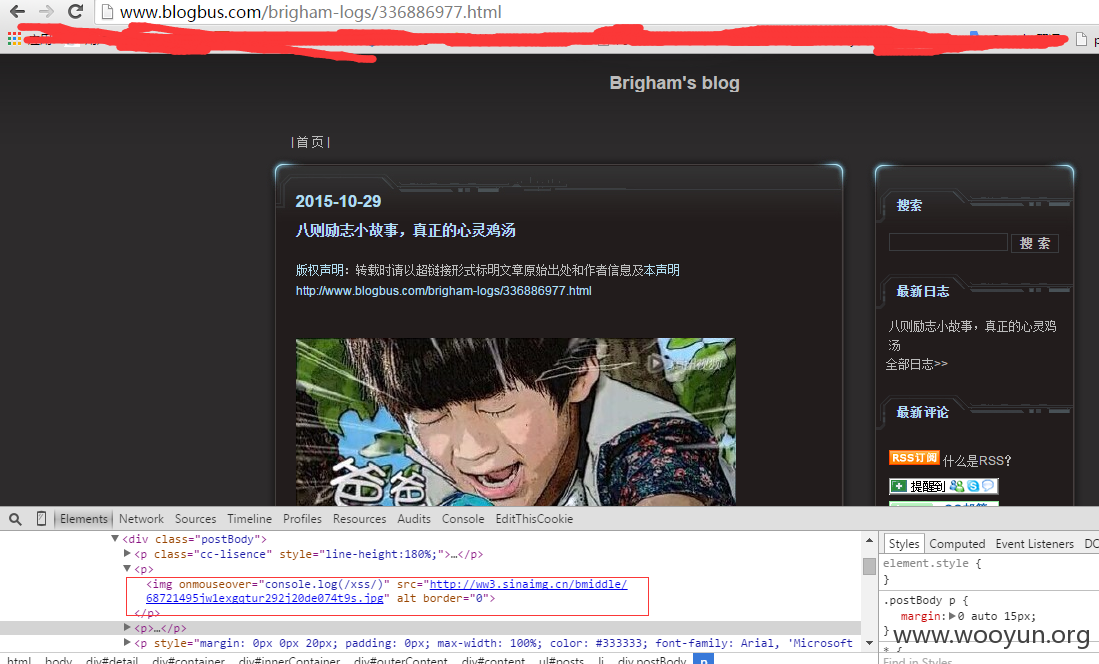 www.blogbus.com/brigham-logs/336886977.html
Brigham's blog
|首页|
2015-10-29
八则励志小故事，真正的心灵鸡汤
版权声明：转载时请以超链接形式标明文章原始出处和作者信息及本声明
http://www.blogbus.com/brigham-logs/336886977.html
腾讯视频
爸爸
搜索
搜 索
最新日志
八则励志小故事，真正的心灵鸡
汤
全部日志>>
最新评论
RSS订阅 什么是RSS？
提醒到
Elements Network Sources Timeline Profiles Resources Audits Console EditThisCookie
<div class="postBody">
<p class="cc-lisence" style="line-height:180%;">…</p>
<p>
<img onmouseover="console.log(/xss/)" src="http://ww3.sinaimg.cn/bmiddle/
68721495jw1exgqtur292j20de074t9s.jpg" alt border="0">
</p>
<p>…</p>
<p style="margin: 0px 0px 20px; padding: 0px; max-width: 100%; color: #333333; font-family: Arial, 'Microsoft
html body div#detail div#container div#innerContainer div#outerContent div#content ul#posts li div.postBody p
Styles Computed Event Listeners DO
element.style {
}
.postBody p {
margin: 0 auto 15px;
}
* {
Find in Styles
www.wooyun.org